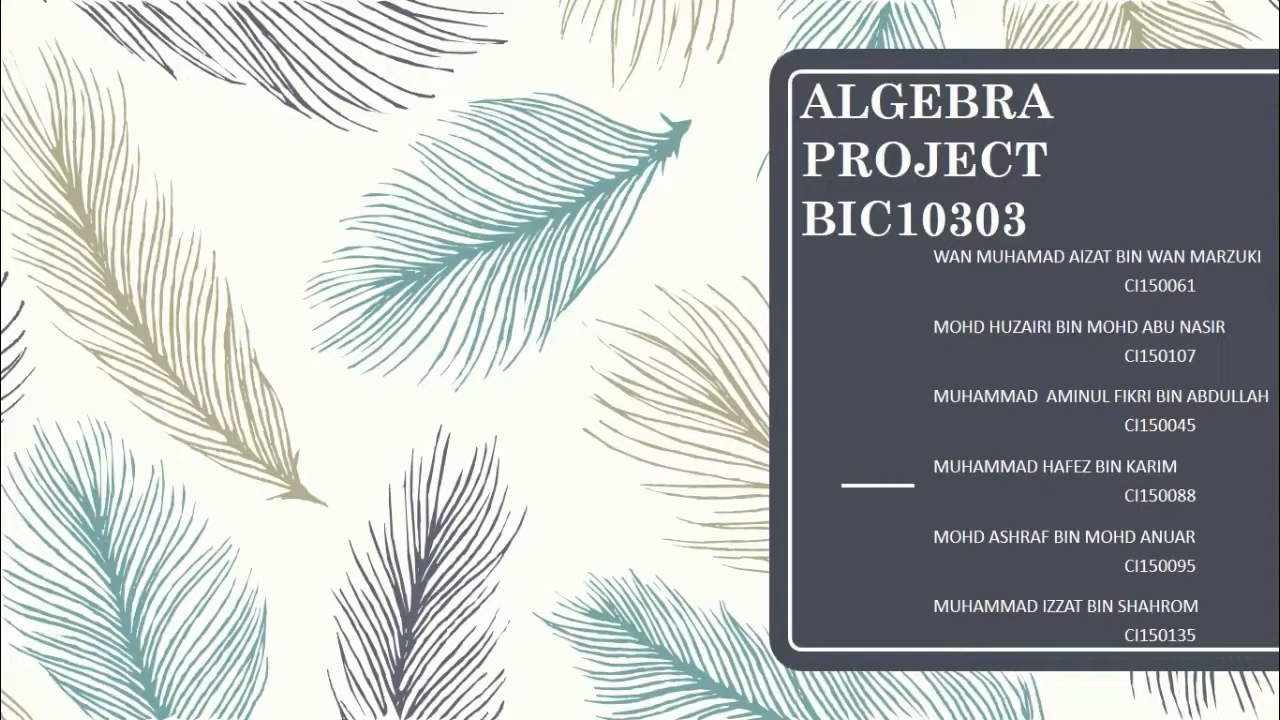 ALGEBRA
PROJECT
BIC10303
WAN MUHAMAD AIZAT BIN WAN MARZUKI
CI150061
MOHD HUZAIRI BIN MOHD ABU NASIR
CI150107
MUHAMMAD  AMINUL FIKRI BIN ABDULLAH
CI150045
MUHAMMAD HAFEZ BIN KARIM
CI150088
MOHD ASHRAF BIN MOHD ANUAR
CI150095
MUHAMMAD IZZAT BIN SHAHROM
CI150135